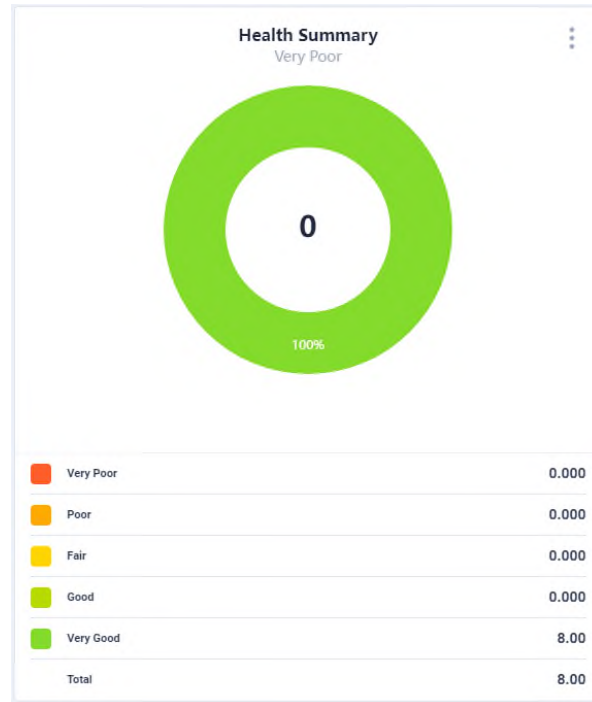 Health Summary
Very Poor
0
100%
Very Poor 0.000
Poor 0.000
Fair 0.000
Good 0.000
Very Good 8.00
Total 8.00